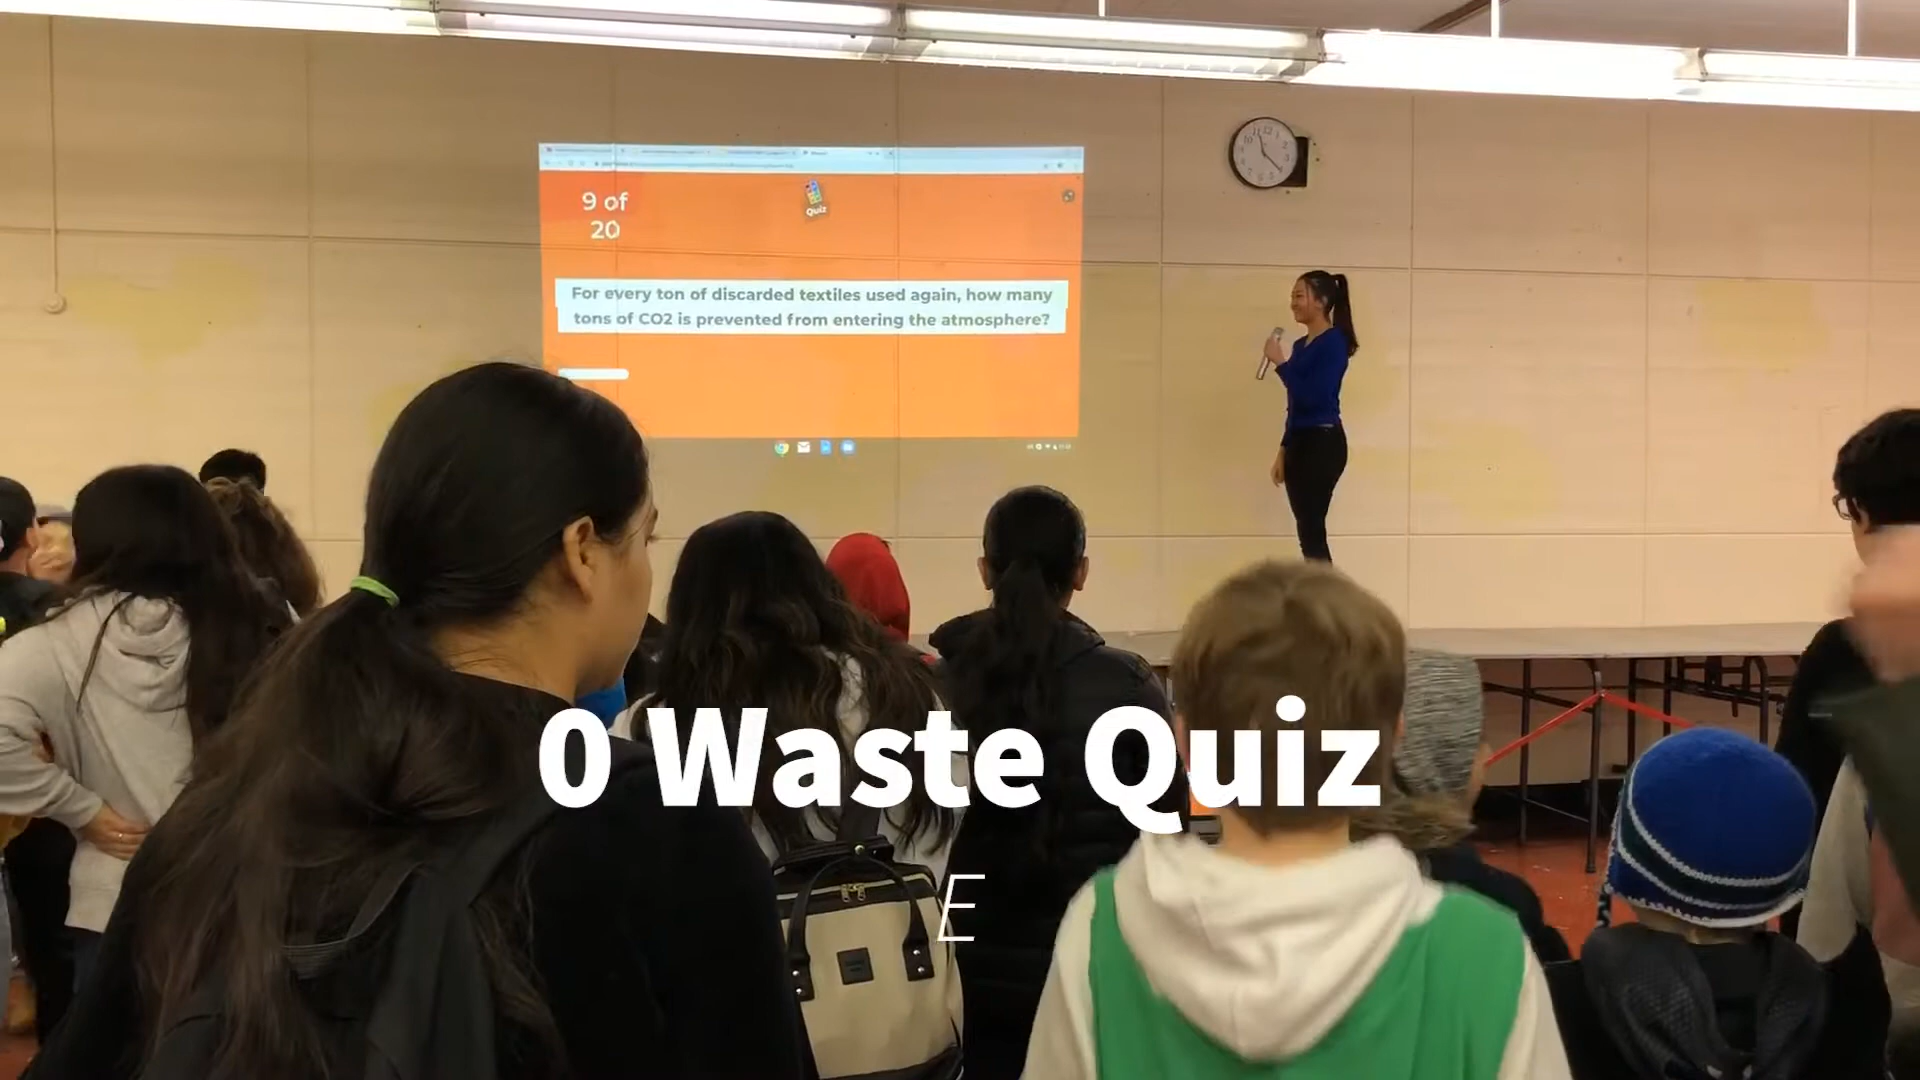 9 of
20
Quiz
For every ton of discarded textiles used again, how many
tons of CO2 is prevented from entering the atmosphere?
0 Waste Quiz
E